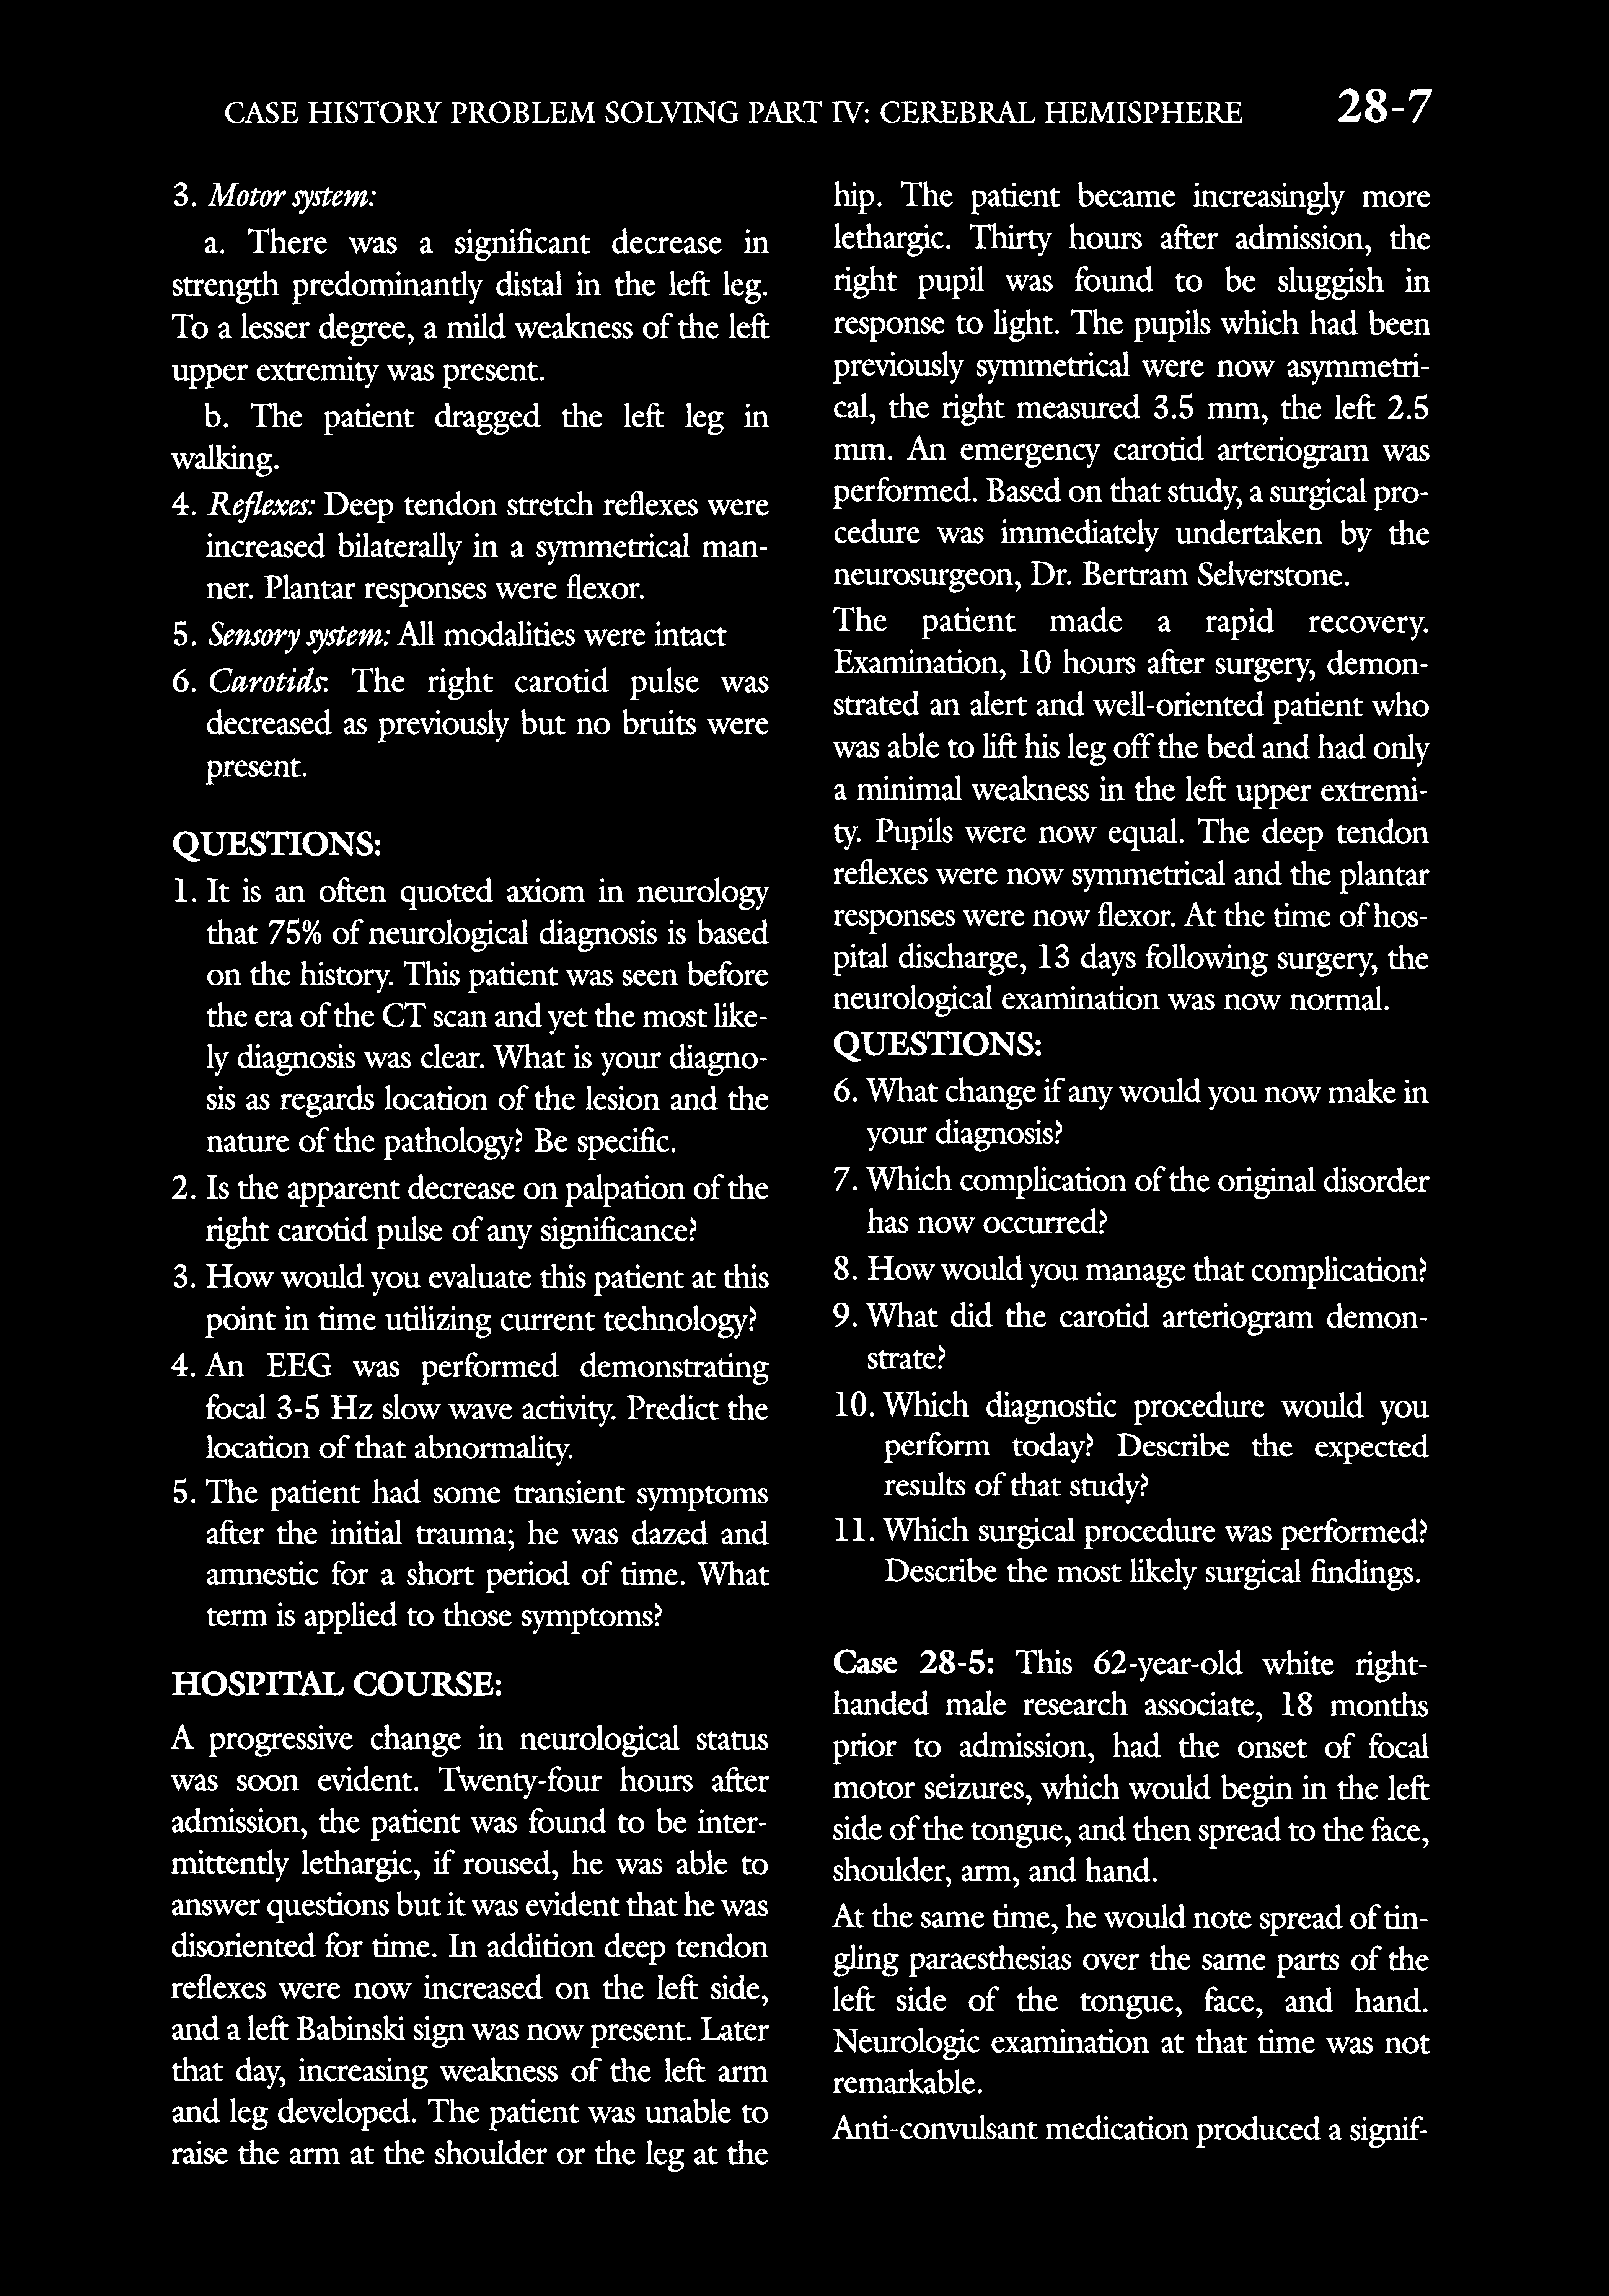 CASE HISTORY PROBLEM SOLVING PART IV: CEREBRAL HEMISPHERE 28-7
3. Motor system:
a. There was a significant decrease in
strength predominantly distal in the left leg.
To a lesser degree, a mild weakness of the left
upper extremity was present.
b. The patient dragged the left leg in
walking.
4. Reflexes: Deep tendon stretch reflexes were
increased bilaterally in a symmetrical man-
ner. Plantar responses were flexor.
5. Sensory system: All modalities were intact
6. Carotids: The right carotid pulse was
decreased as previously but no bruits were
present.
QUESTIONS:
1. It is an often quoted axiom in neurology
that 75% of neurological diagnosis is based
on the history. This patient was seen before
the era of the CT scan and yet the most like-
ly diagnosis was clear. What is your diagno-
sis as regards location of the lesion and the
nature of the pathology? Be specific.
2. Is the apparent decrease on palpation of the
right carotid pulse of any significance?
3. How would you evaluate this patient at this
point in time utilizing current technology?
4. An EEG was performed demonstrating
focal 3-5 Hz slow wave activity. Predict the
location of that abnormality.
5. The patient had some transient symptoms
after the initial trauma; he was dazed and
amnestic for a short period of time. What
term is applied to those symptoms?
HOSPITAL COURSE:
A progressive change in neurological status
was soon evident. Twenty-four hours after
admission, the patient was found to be inter-
mittently lethargic, if roused, he was able to
answer questions but it was evident that he was
disoriented for time. In addition deep tendon
reflexes were now increased on the left side,
and a left Babinski sign was now present. Later
that day, increasing weakness of the left arm
and leg developed. The patient was unable to
raise the arm at the shoulder or the leg at the
hip. The patient became increasingly more
lethargic. Thirty hours after admission, the
right pupil was found to be sluggish in
response to light. The pupils which had been
previously symmetrical were now asymmetri-
cal, the right measured 3.5 mm, the left 2.5
mm. An emergency carotid arteriogram was
performed. Based on that study, a surgical pro-
cedure was immediately undertaken by the
neurosurgeon, Dr. Bertram Selverstone.
The patient made a rapid recovery.
Examination, 10 hours after surgery, demon-
strated an alert and well-oriented patient who
was able to lift his leg off the bed and had only
a minimal weakness in the left upper extremi-
ty. Pupils were now equal. The deep tendon
reflexes were now symmetrical and the plantar
responses were now flexor. At the time of hos-
pital discharge, 13 days following surgery, the
neurological examination was now normal.
QUESTIONS:
6. What change if any would you now make in
your diagnosis?
7. Which complication of the original disorder
has now occurred?
8. How would you manage that complication?
9. What did the carotid arteriogram demon-
strate?
10. Which diagnostic procedure would you
perform today? Describe the expected
results of that study?
11. Which surgical procedure was performed?
Describe the most likely surgical findings.
Case 28-5: This 62-year-old white right-
handed male research associate, 18 months
prior to admission, had the onset of focal
motor seizures, which would begin in the left
side of the tongue, and then spread to the face,
shoulder, arm, and hand.
At the same time, he would note spread of tin-
gling paraesthesias over the same parts of the
left side of the tongue, face, and hand.
Neurologic examination at that time was not
remarkable.
Anti-convulsant medication produced a signif-